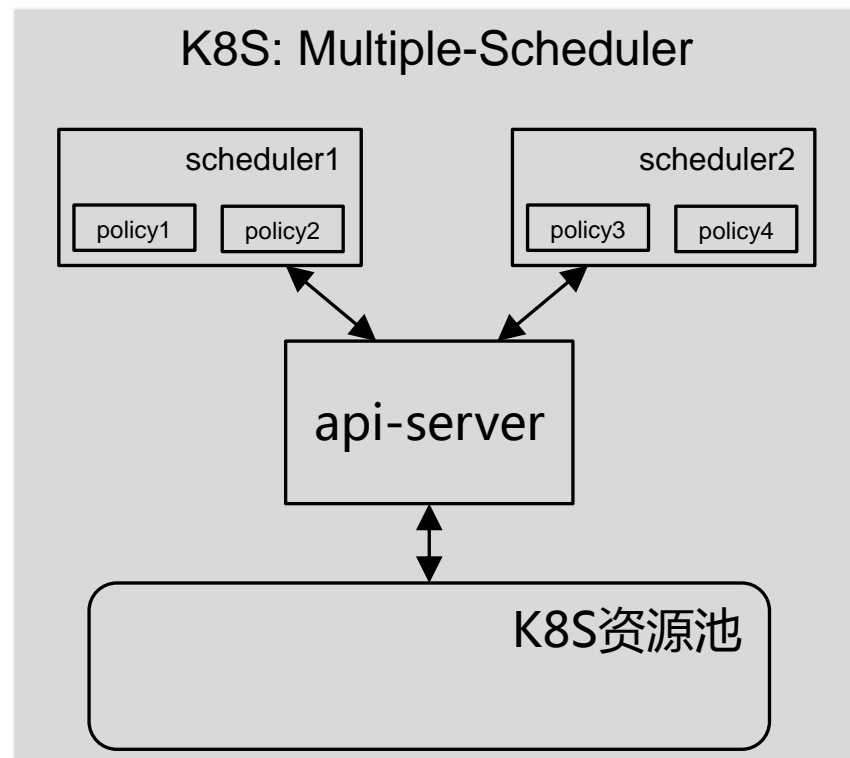 K8S: Multiple-Scheduler
scheduler1
scheduler2
policy1
policy2
policy3
policy4
api-server
K8S资源池